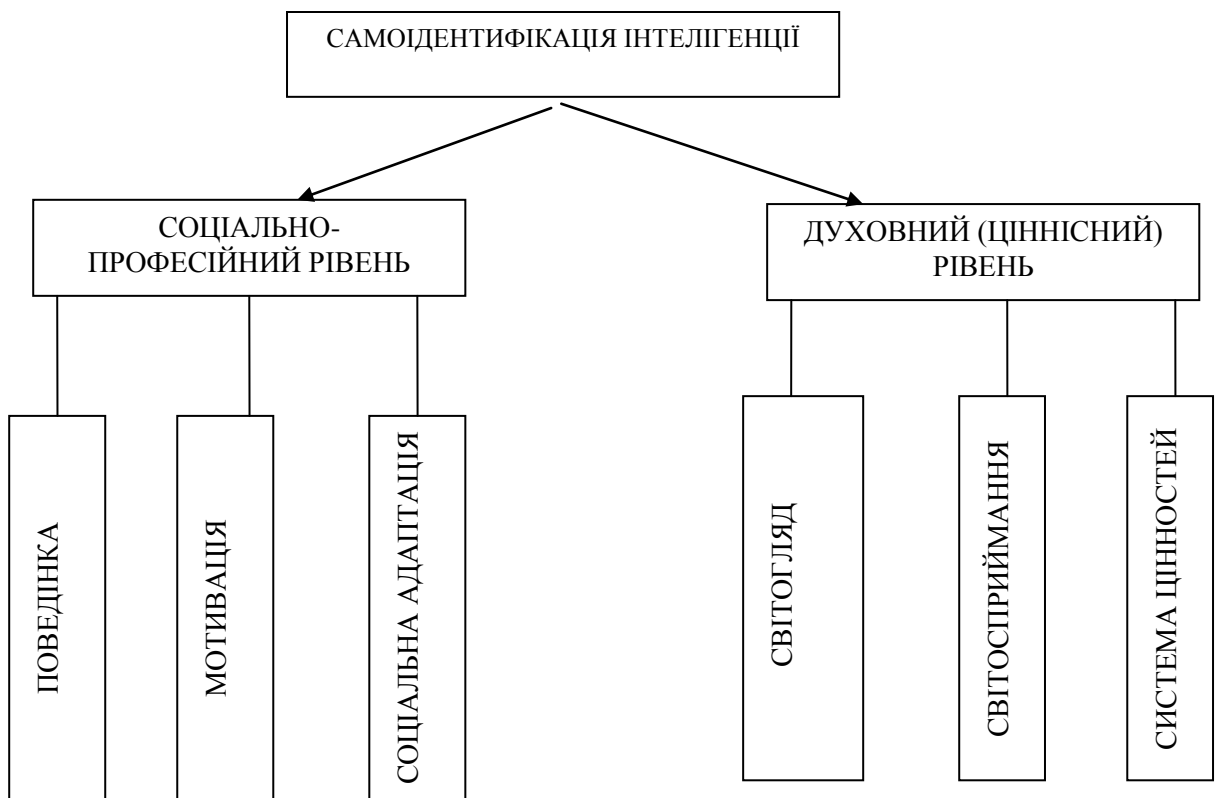 САМОІДЕНТИФІКАЦІЯ ІНТЕЛІГЕНЦІЇ
СОЦІАЛЬНО-
ПРОФЕСІЙНИЙ РІВЕНЬ
ДУХОВНИЙ (ЦІННІСНИЙ)
РІВЕНЬ
ПОВЕДІНКА
МОТИВАЦІЯ
СОЦІАЛЬНА АДАПТАЦІЯ
СВІТОГЛЯД
СВІТОСПРИЙМАННЯ
СИСТЕМА ЦІННОСТЕЙ